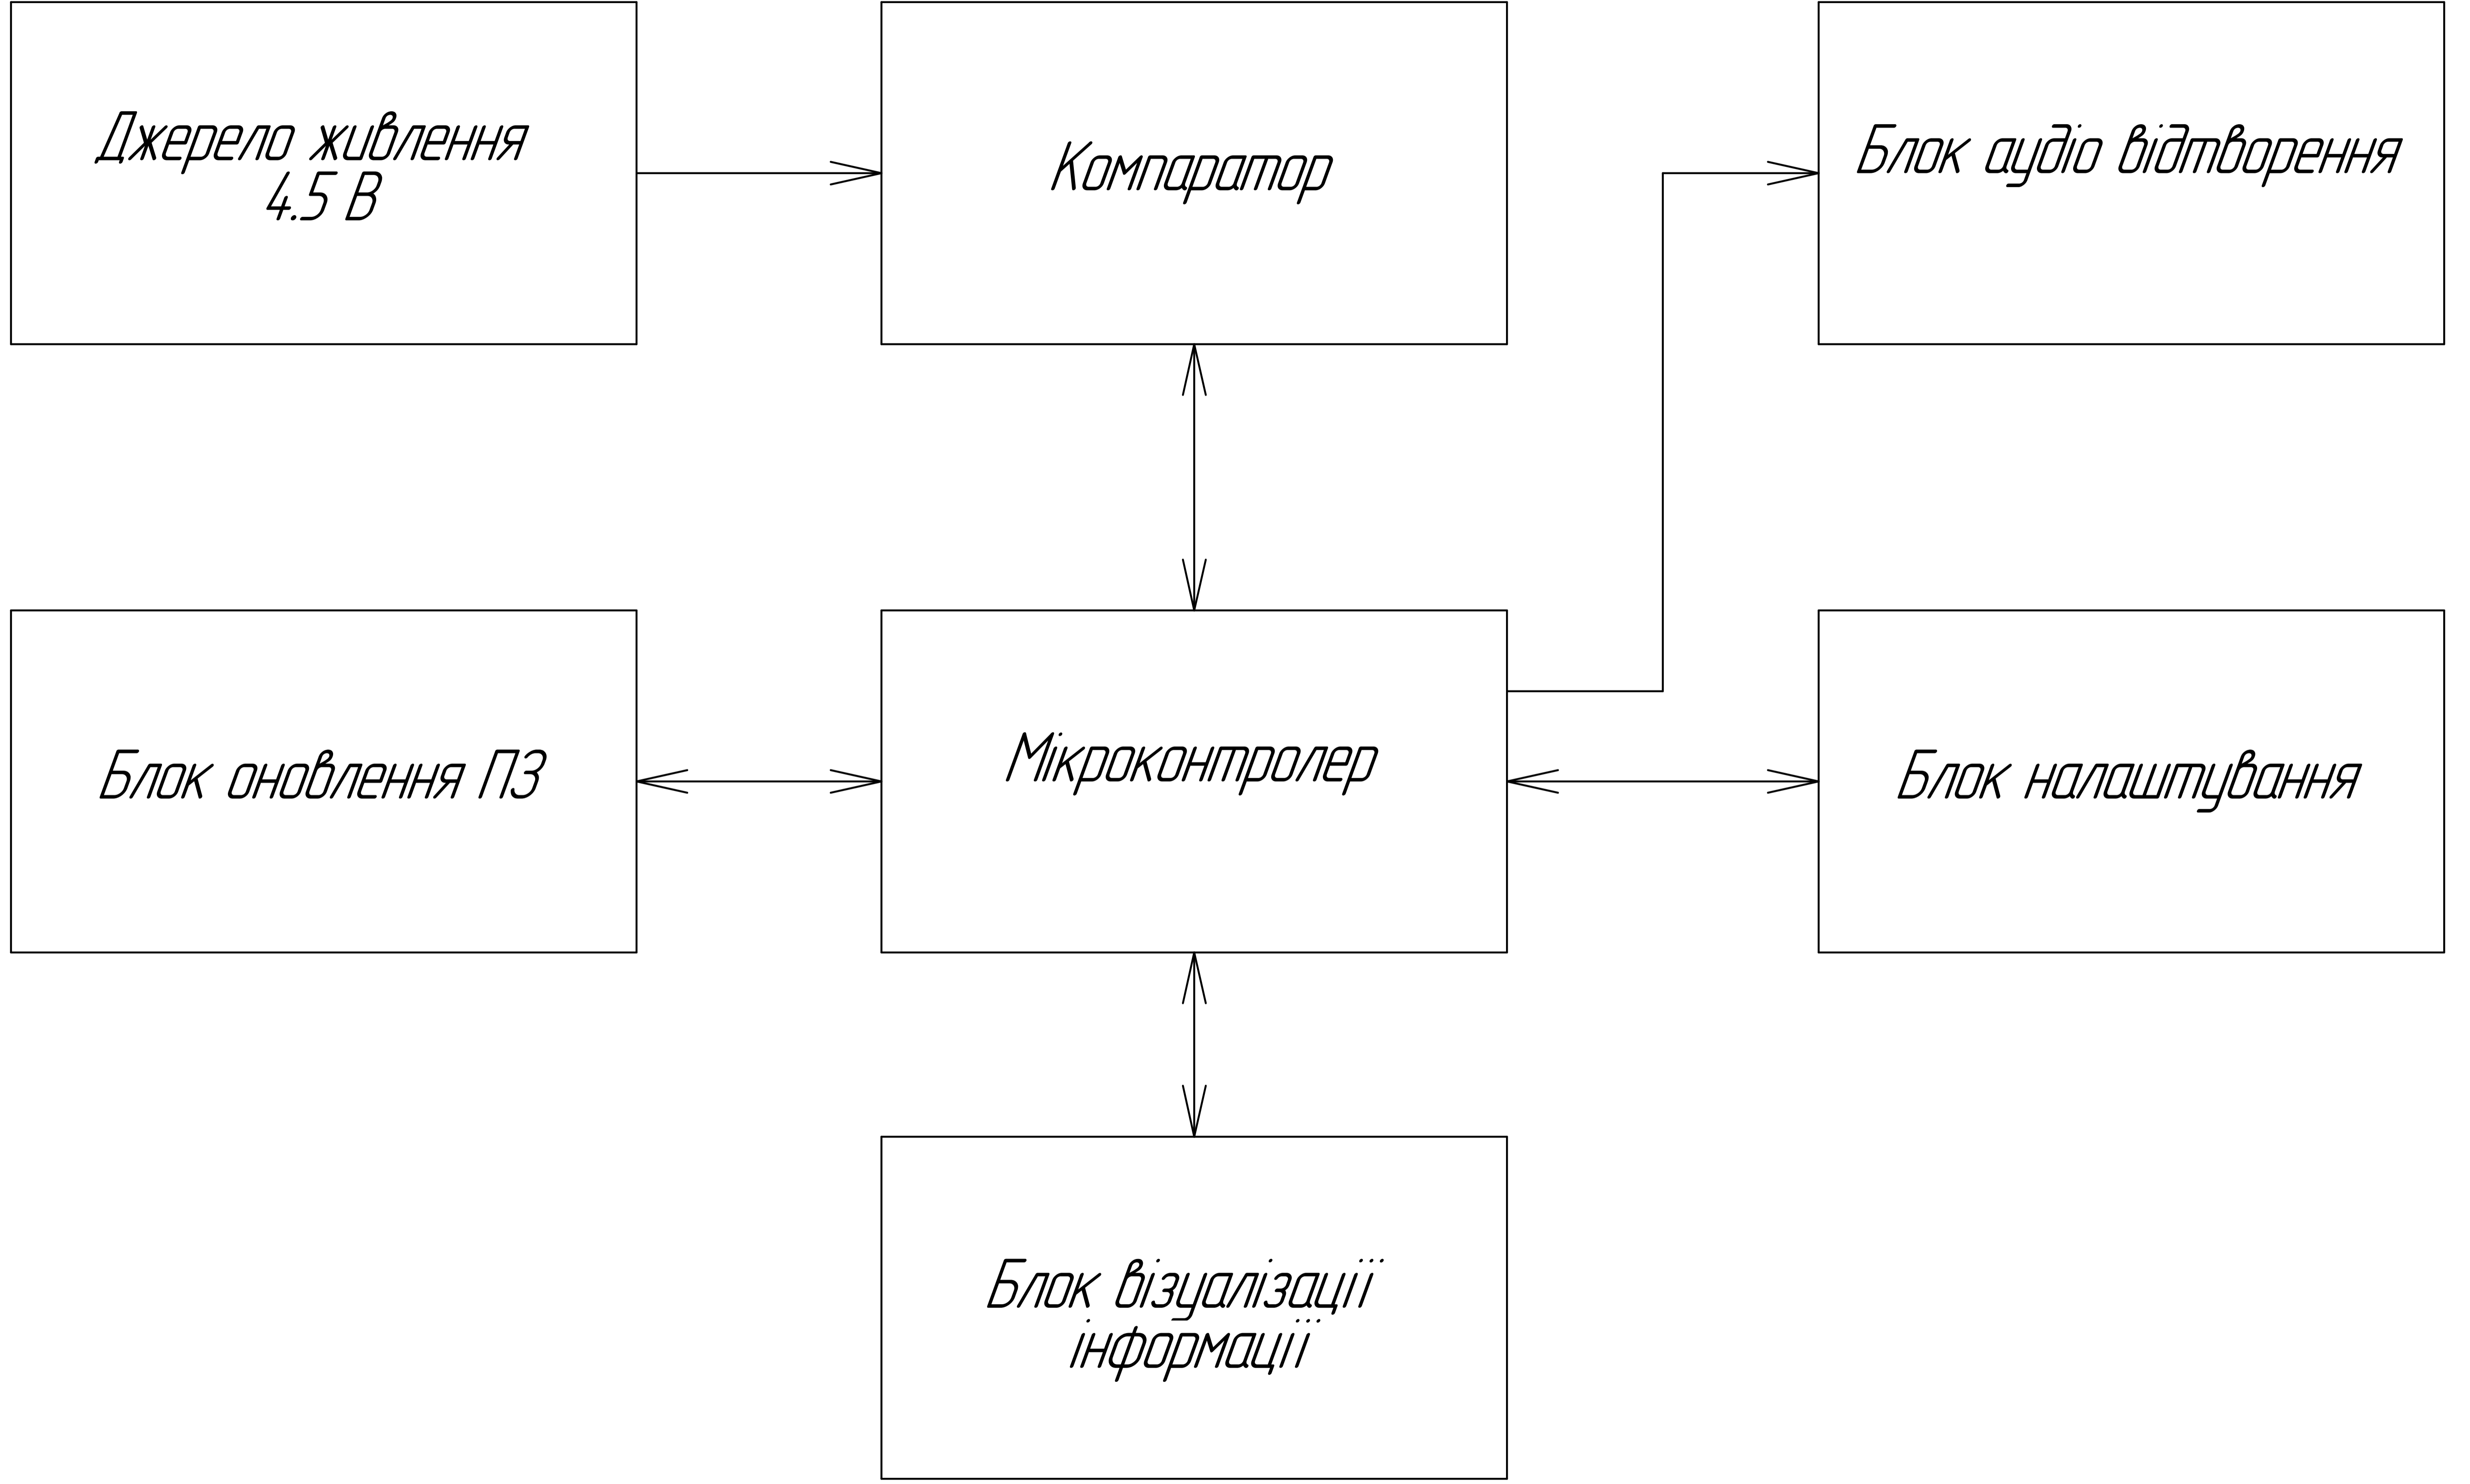 Джерело живлення
4.5 В
Компаратор
Блок аудіо відтворення
Блок оновлення ПЗ
Мікроконтролер
Блок налаштування
Блок візуалізації
інформації